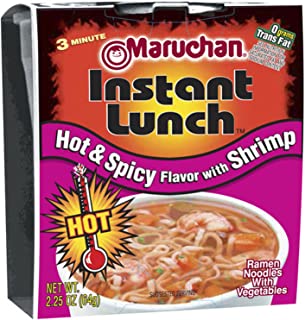 3 MINUTE
Maruchan
0 grams
Trans Fat
Instant
Lunch™
Hot & Spicy Flavor with Shrimp
HOT
NET WT.
2.25 OZ (64g)
Ramen
Noodles With
Vegetables